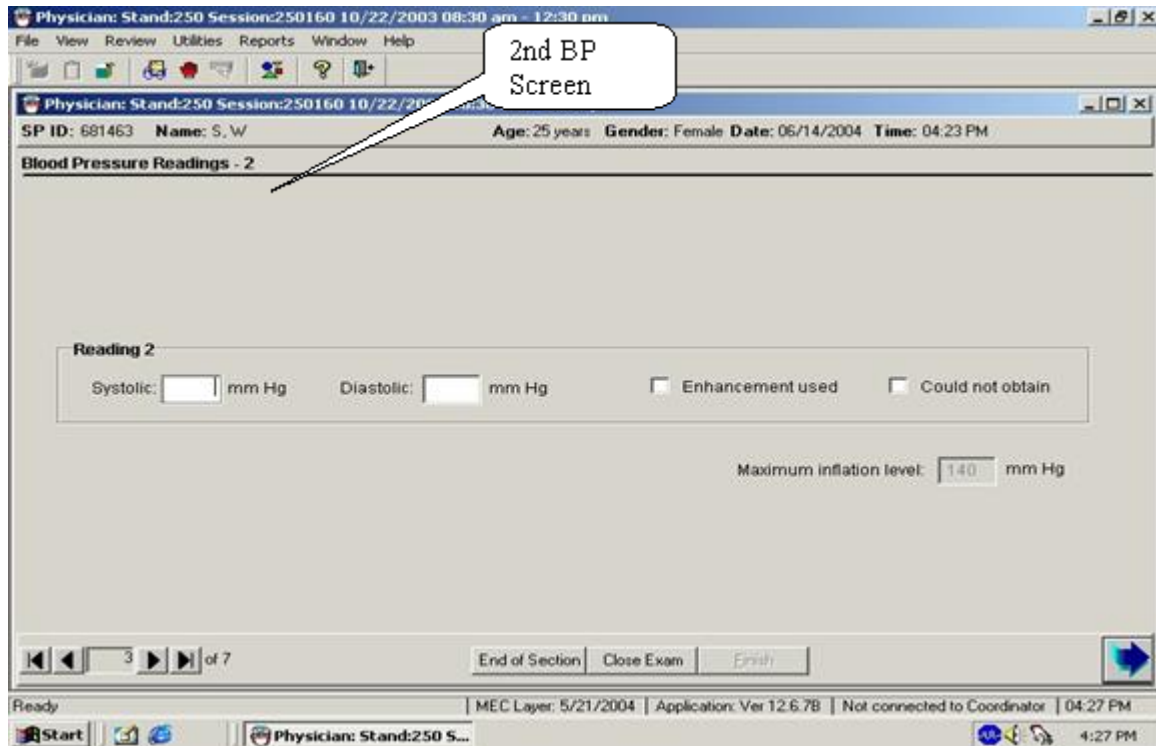 Physician: Stand:250 Session:250160 10/22/2003 08:30 am - 12:30 pm
File View Review Utilities Reports Window Help
2nd BP
Screen
Physician: Stand:250 Session:250160 10/22/20
SP ID: 681463 Name: S, W Age: 25 years Gender: Female Date: 06/14/2004 Time: 04:23 PM
Blood Pressure Readings - 2
Reading 2
Systolic: mm Hg Diastolic: mm Hg Enhancement used Could not obtain
Maximum inflation level: 140 mm Hg
3 of 7 End of Section Close Exam Finish
Ready MEC Layer: 5/21/2004 Application: Ver 12.6.78 Not connected to Coordinator 04:27 PM
Start Physician: Stand:250 S... 4:27 PM